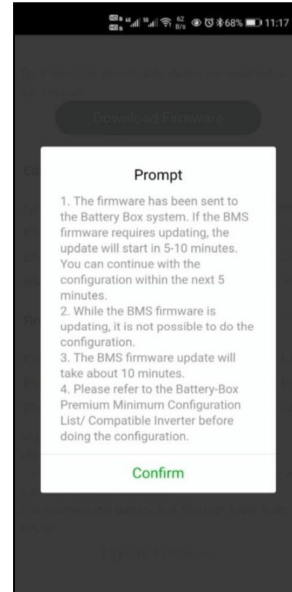 62
B/s
68%
11:17
Download Firmware
Prompt
1. The firmware has been sent to
the Battery Box system. If the BMS
firmware requires updating, the
update will start in 5-10 minutes.
You can continue with the
configuration within the next 5
minutes.
2. While the BMS firmware is
updating, it is not possible to do the
configuration.
3. The BMS firmware update will
take about 10 minutes.
4. Please refer to the Battery-Box
Premium Minimum Configuration
List/ Compatible Inverter before
doing the configuration.
Confirm